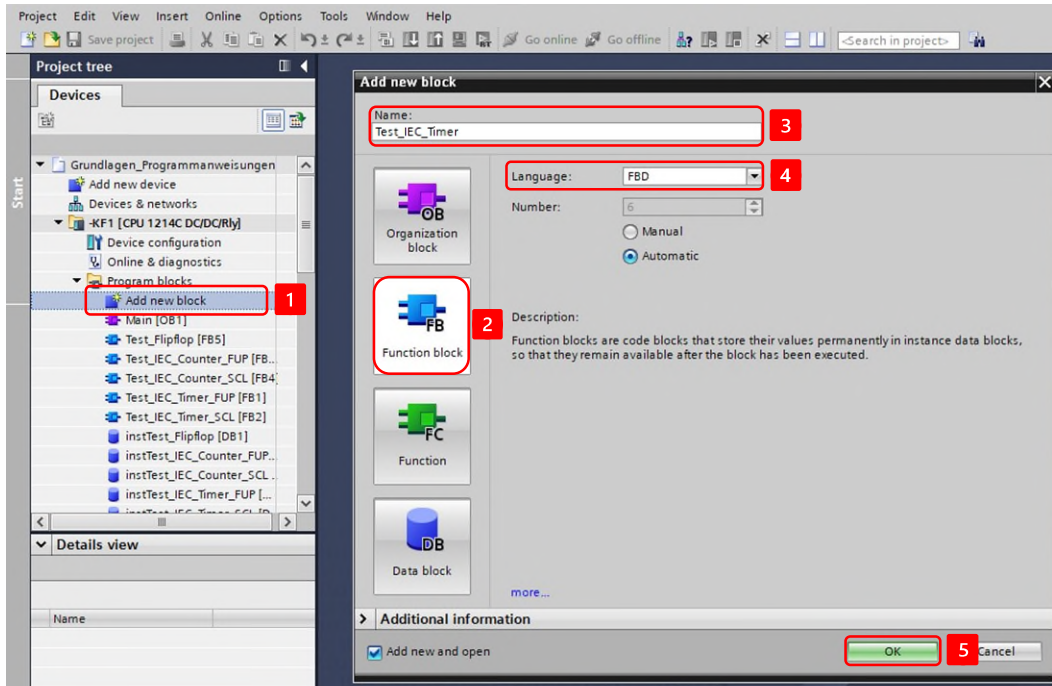 Project Edit View Insert Online Options Tools Window Help
Save project Go online Go offline <Search in project>
Start
Project tree
Devices
Grundlagen_Programmanweisungen
Add new device
Devices & networks
-KF1 [CPU 1214C DC/DC/Rly]
Device configuration
Online & diagnostics
Program blocks
Add new block
1
Main [OB1]
Test_Flipflop [FB5]
Test_IEC_Counter_FUP [FB...
Test_IEC_Counter_SCL [FB4]
Test_IEC_Timer_FUP [FB1]
Test_IEC_Timer_SCL [FB2]
instTest_Flipflop [DB1]
instTest_IEC_Counter_FUP...
instTest_IEC_Counter_SCL ...
instTest_IEC_Timer_FUP [...
Details view
Name
Add new block
Name:
Test_IEC_Timer
3
OB
Organization
block
FB
Function block
2
FC
Function
DB
Data block
Language: FBD
4
Number: 6
Manual
Automatic
Description:
Function blocks are code blocks that store their values permanently in instance data blocks,
so that they remain available after the block has been executed.
more...
Additional information
Add new and open
OK
5
Cancel